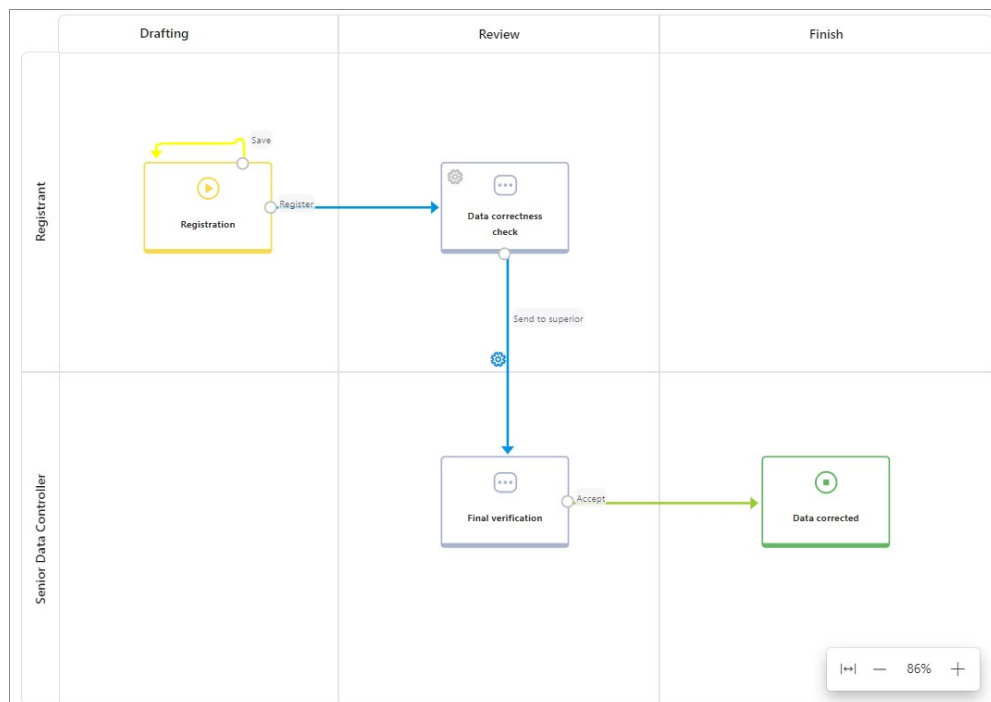 Drafting
Review
Finish
Registrant
Save
Registration
Register
Data correctness
check
Send to superior
Senior Data Controller
Final verification
Accept
Data corrected
86%